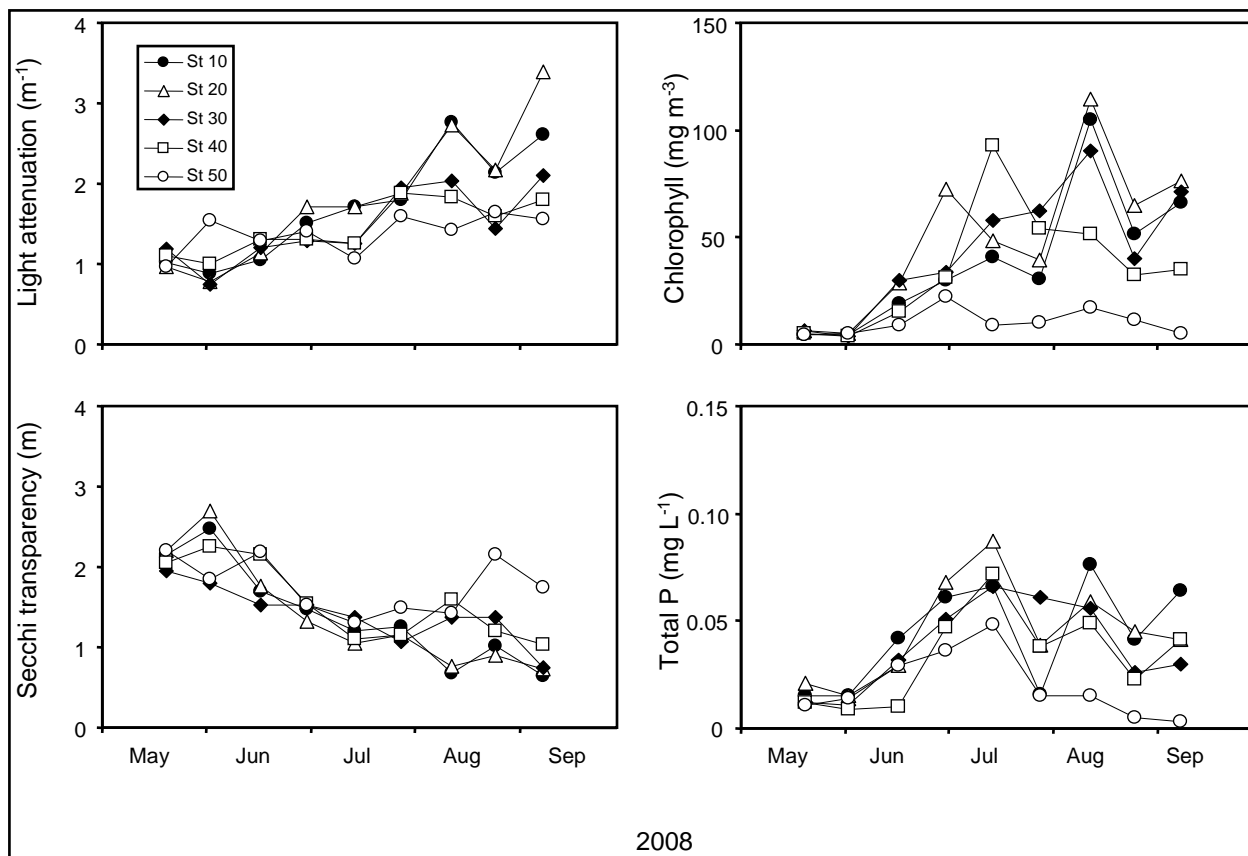 Light attenuation (m-1)
4
3
2
1
0
St 10
St 20
St 30
St 40
St 50
Chlorophyll (mg m-3)
150
100
50
0
Secchi transparency (m)
4
3
2
1
0
May Jun Jul Aug Sep
Total P (mg L-1)
0.15
0.10
0.05
0
May Jun Jul Aug Sep
2008